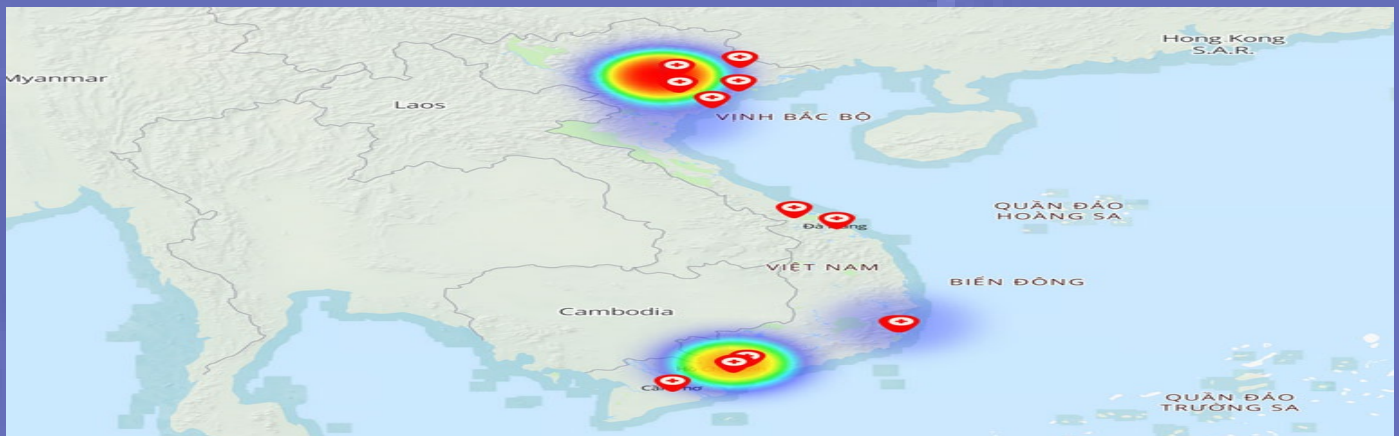 Hong Kong
S.A.R.
Myanmar
Laos
VỊNH BẮC BỘ
QUẦN ĐẢO
HOÀNG SA
VIỆT NAM
BIỂN ĐÔNG
Cambodia
QUẦN ĐẢO
TRƯỜNG SA